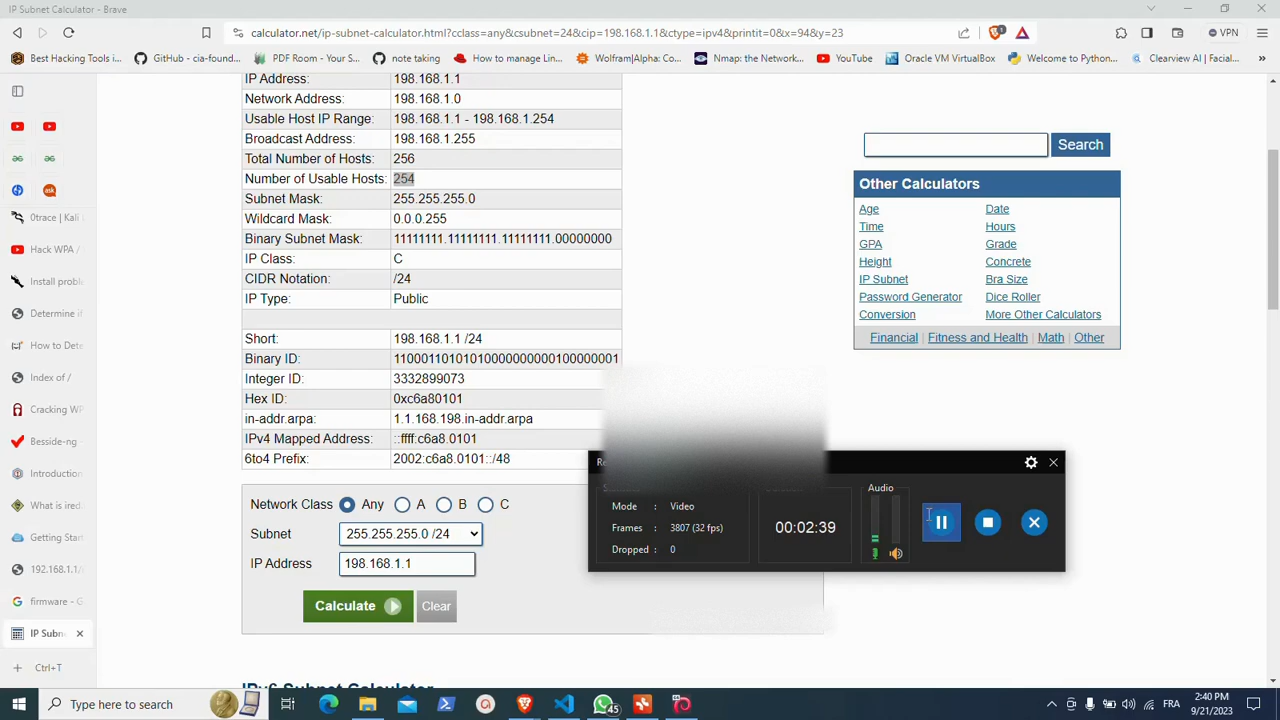 IP Subnet Calculator - Brave
calculator.net/ip-subnet-calculator.html?cclass=any&csubnet=24&cip=198.168.1.1&ctype=ipv4&printit=0&x=94&y=23
VPN
Best Hacking Tools i...
GitHub - cia-found...
PDF Room - Your S...
note taking
How to manage Lin...
Wolfram|Alpha: Co...
Nmap: the Network...
YouTube
Oracle VM VirtualBox
Welcome to Python...
Clearview AI | Facial...
0trace | Kali
Hack WPA /
Install probl
Determine if
How to Dete
Index of /
Cracking WP
Besside-ng
Introduction
What is ired
Getting Start
192.168.1.1/
firmware - G
IP Subn
Ctrl+T
IP Address: 198.168.1.1
Network Address: 198.168.1.0
Usable Host IP Range: 198.168.1.1 - 198.168.1.254
Broadcast Address: 198.168.1.255
Total Number of Hosts: 256
Number of Usable Hosts: 254
Subnet Mask: 255.255.255.0
Wildcard Mask: 0.0.0.255
Binary Subnet Mask: 11111111.11111111.11111111.00000000
IP Class: C
CIDR Notation: /24
IP Type: Public
Short: 198.168.1.1 /24
Binary ID: 11000110101010000000000100000001
Integer ID: 3332899073
Hex ID: 0xc6a80101
in-addr.arpa: 1.1.168.198.in-addr.arpa
IPv4 Mapped Address: ::ffff:c6a8.0101
6to4 Prefix: 2002:c6a8.0101::/48
Network Class Any A B C
Subnet 255.255.255.0 /24
IP Address 198.168.1.1
Calculate Clear
Search
Other Calculators
Age Date
Time Hours
GPA Grade
Height Concrete
IP Subnet Bra Size
Password Generator Dice Roller
Conversion More Other Calculators
Financial | Fitness and Health | Math | Other
Mode : Video
Frames : 3807 (32 fps)
Dropped : 0
00:02:39
Audio
Type here to search
45
FRA
2:40 PM
9/21/2023